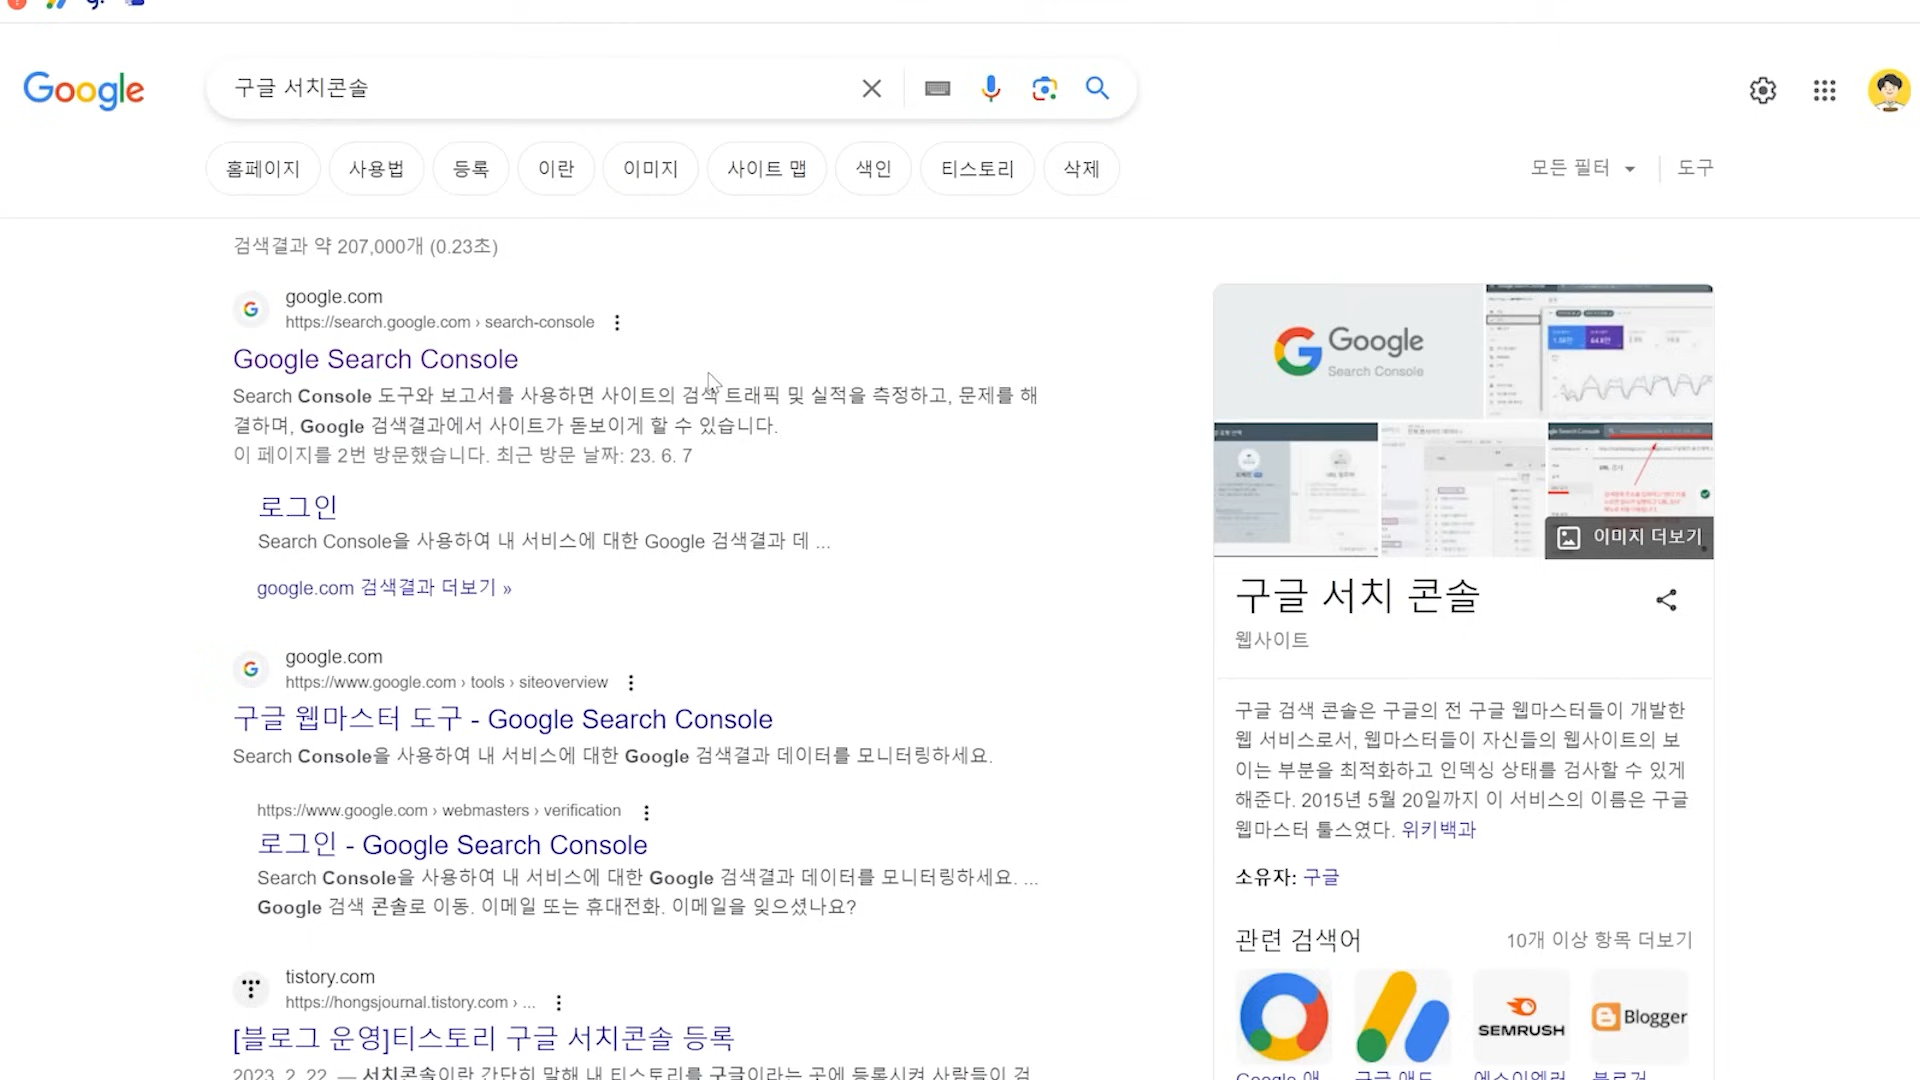 Google
구글 서치콘솔
홈페이지
사용법
등록
이란
이미지
사이트 맵
색인
티스토리
삭제
모든 필터
도구
검색결과 약 207,000개 (0.23초)
google.com
https://search.google.com › search-console
Google Search Console
Search Console 도구와 보고서를 사용하면 사이트의 검색 트래픽 및 실적을 측정하고, 문제를 해
결하며, Google 검색결과에서 사이트가 돋보이게 할 수 있습니다.
이 페이지를 2번 방문했습니다. 최근 방문 날짜: 23. 6. 7
로그인
Search Console을 사용하여 내 서비스에 대한 Google 검색결과 데 ...
google.com 검색결과 더보기 »
google.com
https://www.google.com › tools › siteoverview
구글 웹마스터 도구 - Google Search Console
Search Console을 사용하여 내 서비스에 대한 Google 검색결과 데이터를 모니터링하세요.
https://www.google.com › webmasters › verification
로그인 - Google Search Console
Search Console을 사용하여 내 서비스에 대한 Google 검색결과 데이터를 모니터링하세요. ...
Google 검색 콘솔로 이동. 이메일 또는 휴대전화. 이메일을 잊으셨나요?
tistory.com
https://hongsjournal.tistory.com › ...
[블로그 운영]티스토리 구글 서치콘솔 등록
2023. 2. 22. — 서치콘솔이란 간단히 말해 내 티스토리를 구글이라는 곳에 등록시켜 사람들이 검
Google
Search Console
이미지 더보기
구글 서치 콘솔
웹사이트
구글 검색 콘솔은 구글의 전 구글 웹마스터들이 개발한
웹 서비스로서, 웹마스터들이 자신들의 웹사이트의 보
이는 부분을 최적화하고 인덱싱 상태를 검사할 수 있게
해준다. 2015년 5월 20일까지 이 서비스의 이름은 구글
웹마스터 툴스였다. 위키백과
소유자: 구글
관련 검색어
10개 이상 항목 더보기
SEMRUSH
Blogger
Google 애
구글 애드
에스이엠러
블로거